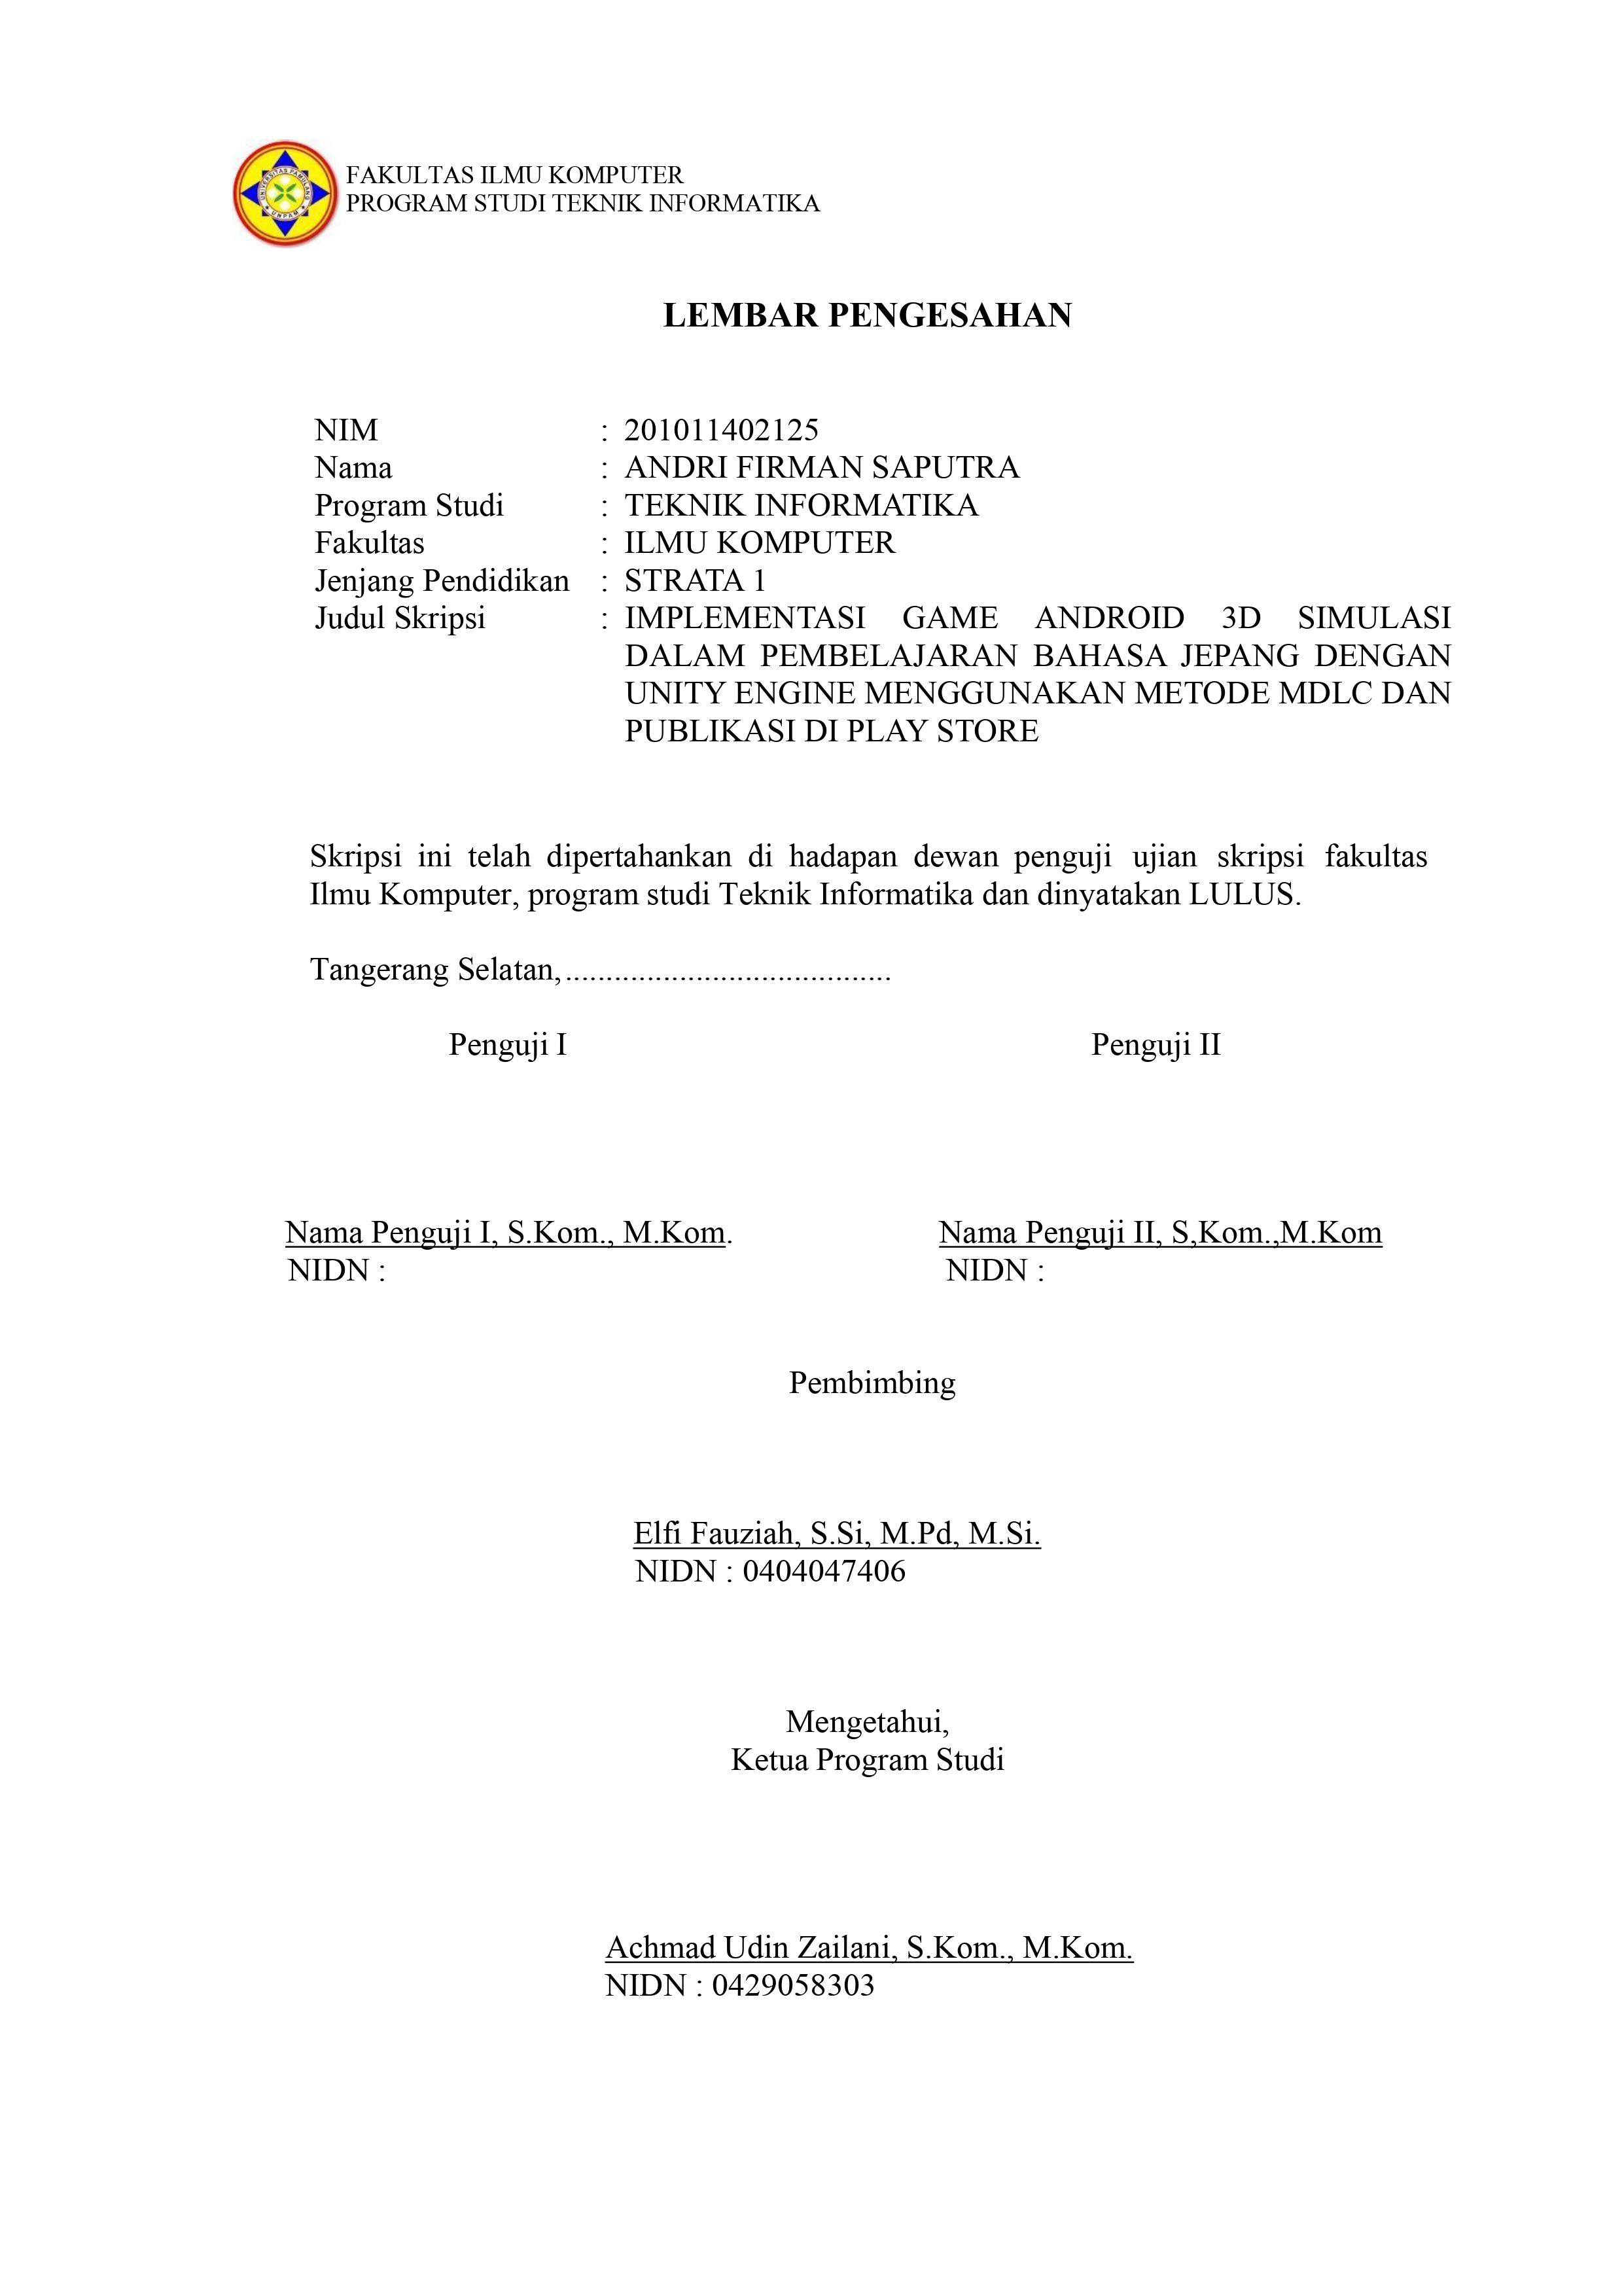 UNIVERSITAS PAMULANG
UNPAM
FAKULTAS ILMU KOMPUTER
PROGRAM STUDI TEKNIK INFORMATIKA
LEMBAR PENGESAHAN
NIM : 201011402125
Nama : ANDRI FIRMAN SAPUTRA
Program Studi : TEKNIK INFORMATIKA
Fakultas : ILMU KOMPUTER
Jenjang Pendidikan : STRATA 1
Judul Skripsi : IMPLEMENTASI GAME ANDROID 3D SIMULASI
DALAM PEMBELAJARAN BAHASA JEPANG DENGAN
UNITY ENGINE MENGGUNAKAN METODE MDLC DAN
PUBLIKASI DI PLAY STORE
Skripsi ini telah dipertahankan di hadapan dewan penguji ujian skripsi fakultas
Ilmu Komputer, program studi Teknik Informatika dan dinyatakan LULUS.
Tangerang Selatan,........................................
Penguji I Penguji II
Nama Penguji I, S.Kom., M.Kom. Nama Penguji II, S,Kom.,M.Kom
NIDN : NIDN :
Pembimbing
Elfi Fauziah, S.Si, M.Pd, M.Si.
NIDN : 0404047406
Mengetahui,
Ketua Program Studi
Achmad Udin Zailani, S.Kom., M.Kom.
NIDN : 0429058303